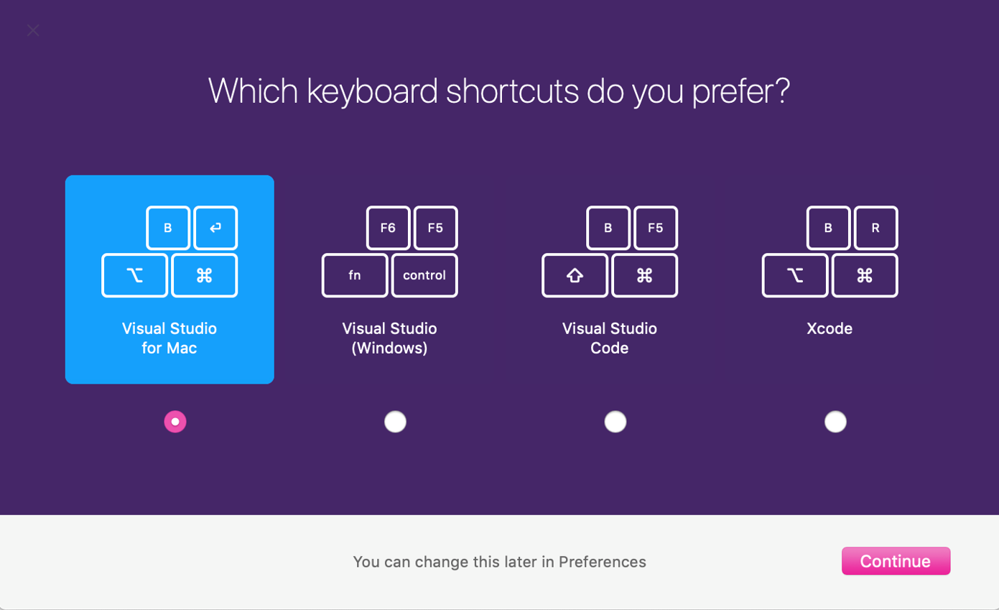 Which keyboard shortcuts do you prefer?
B ⏎
⌥ ⌘
Visual Studio
for Mac
F6 F5
fn control
Visual Studio
(Windows)
B F5
⇧ ⌘
Visual Studio
Code
B R
⌥ ⌘
Xcode
You can change this later in Preferences
Continue